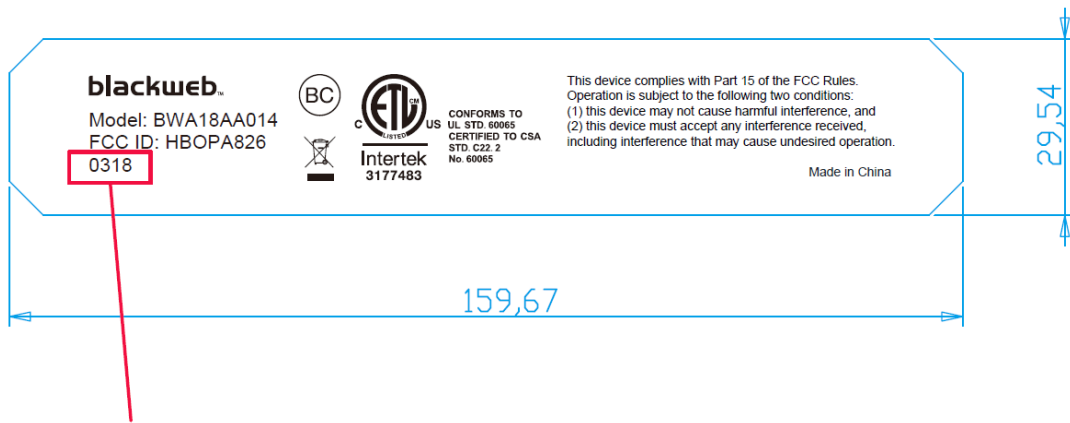 blackweb™
Model: BWA18AA014
FCC ID: HBOPA826
0318
BC
ETL CM
C US
LISTED
Intertek
3177483
CONFORMS TO
UL STD. 60065
CERTIFIED TO CSA
STD. C22. 2
No. 60065
This device complies with Part 15 of the FCC Rules.
Operation is subject to the following two conditions:
(1) this device may not cause harmful interference, and
(2) this device must accept any interference received,
including interference that may cause undesired operation.
Made in China
29,54
159,67